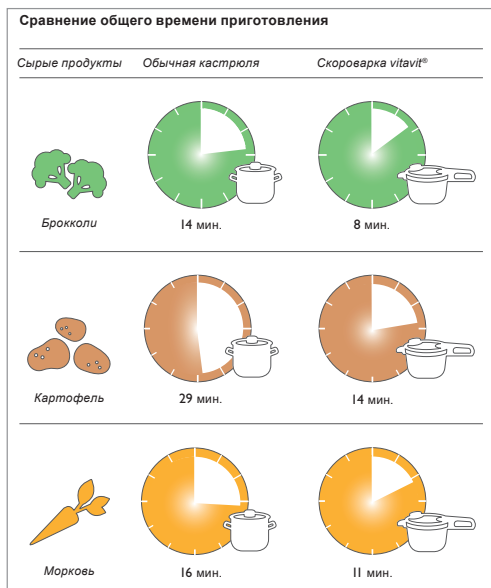 Сравнение общего времени приготовления
Сырые продукты Обычная кастрюля Скороварка vitavit®
Брокколи 14 мин. 8 мин.
Картофель 29 мин. 14 мин.
Морковь 16 мин. 11 мин.